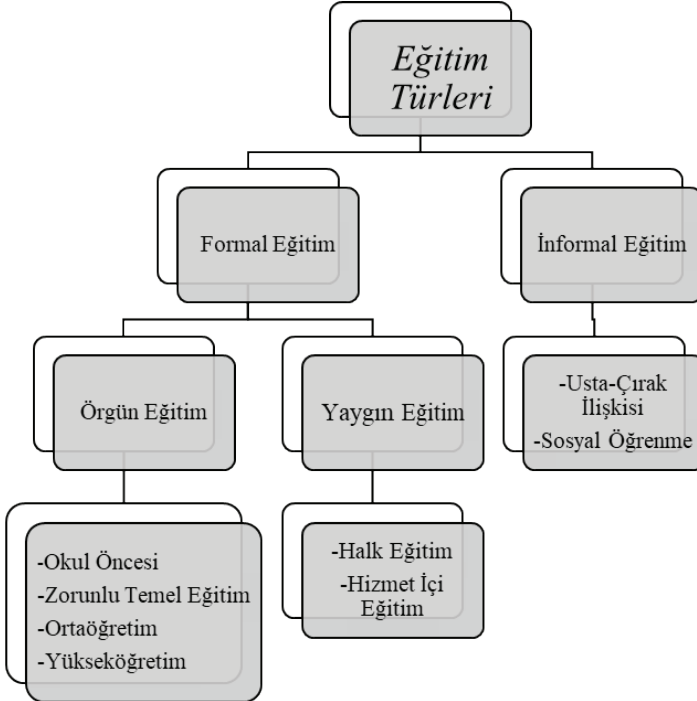 Eğitim
Türleri
Formal Eğitim
İnformal Eğitim
Örgün Eğitim
Yaygın Eğitim
-Usta-Çırak
İlişkisi
-Sosyal Öğrenme
-Okul Öncesi
-Zorunlu Temel Eğitim
-Ortaöğretim
-Yükseköğretim
-Halk Eğitim
-Hizmet İçi
Eğitim